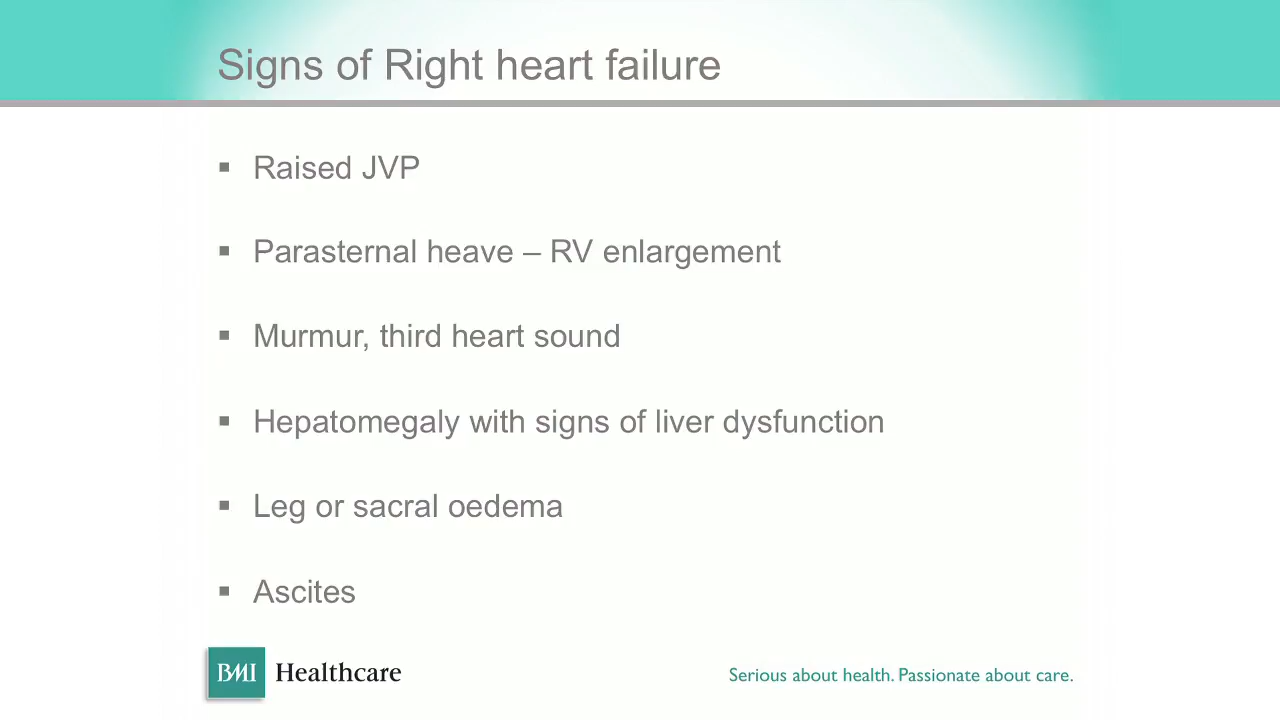 Signs of Right heart failure
▪ Raised JVP
▪ Parasternal heave – RV enlargement
▪ Murmur, third heart sound
▪ Hepatomegaly with signs of liver dysfunction
▪ Leg or sacral oedema
▪ Ascites
BMI Healthcare
Serious about health. Passionate about care.